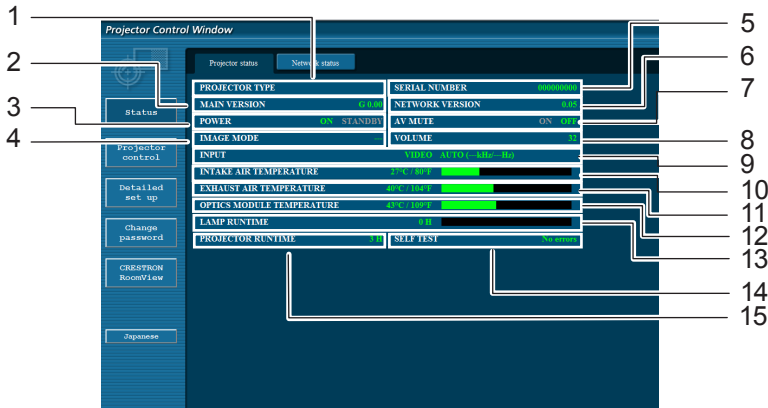 Projector Control Window
1
2
3
4
5
6
7
8
9
10
11
12
13
14
15
Status
Projector
control
Detailed
set up
Change
password
CRESTRON
RoomView
Japanese
Projector status
Network status
PROJECTOR TYPE
SERIAL NUMBER 000000000
MAIN VERSION G 0.00
NETWORK VERSION 0.05
POWER ON STANDBY
AV MUTE ON OFF
IMAGE MODE ---
VOLUME 32
INPUT VIDEO AUTO (---kHz/---Hz)
INTAKE AIR TEMPERATURE 27°C / 80°F
EXHAUST AIR TEMPERATURE 40°C / 104°F
OPTICS MODULE TEMPERATURE 43°C / 109°F
LAMP RUNTIME 0 H
PROJECTOR RUNTIME 3 H
SELF TEST No errors